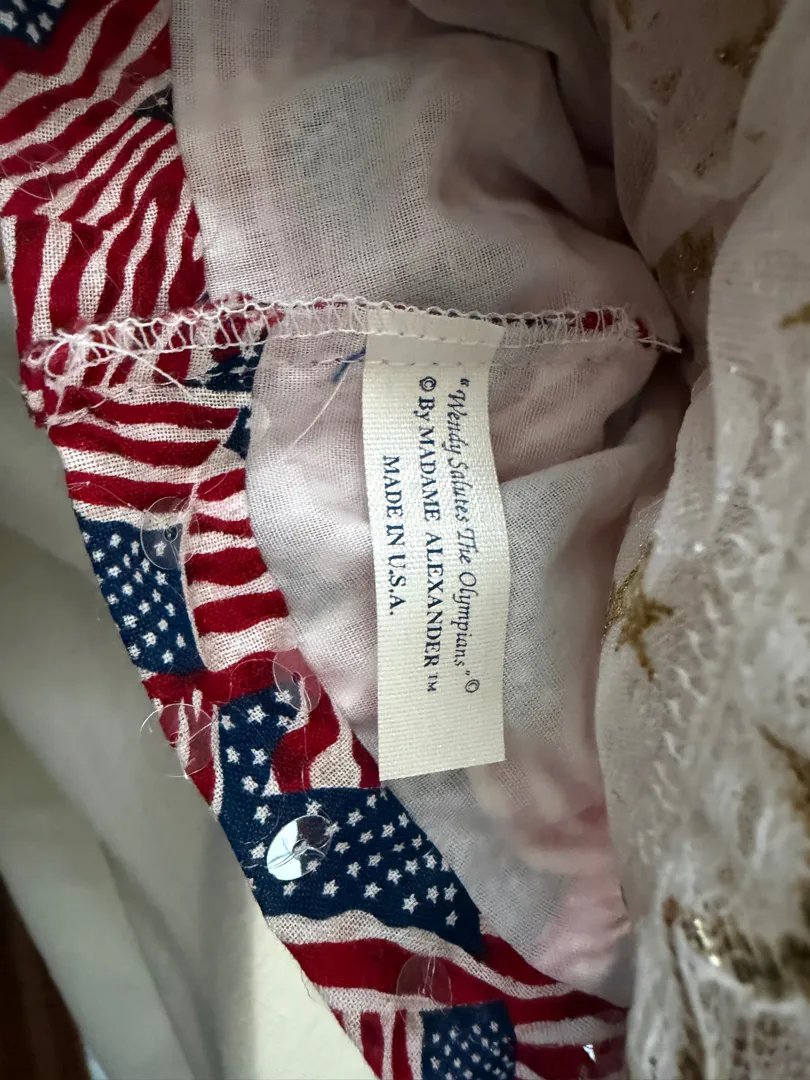 "Wendy Salutes The Olympians"©
© By MADAME ALEXANDER™
MADE IN U.S.A.